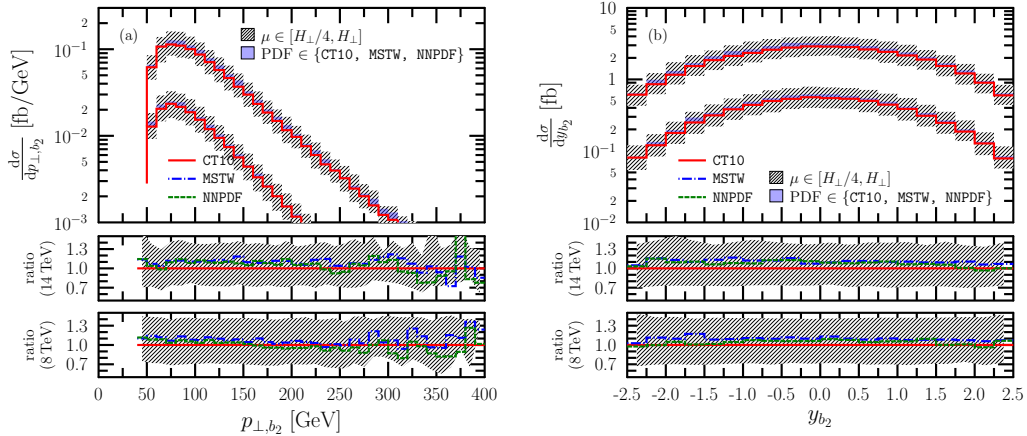 (a)
μ ∈ [H⊥/4, H⊥]
PDF ∈ {CT10, MSTW, NNPDF}
dσ/dp⊥,b2 [fb/GeV]
5
2
10⁻¹
5
2
10⁻²
5
2
10⁻³
CT10
MSTW
NNPDF
ratio
(14 TeV)
1.3
1.0
0.7
ratio
(8 TeV)
1.3
1.0
0.7
0 50 100 150 200 250 300 350 400
p⊥,b2 [GeV]
(b)
dσ/dyb2 [fb]
10
5
2
1
5
2
10⁻¹
5
2
10⁻²
CT10
MSTW
NNPDF
μ ∈ [H⊥/4, H⊥]
PDF ∈ {CT10, MSTW, NNPDF}
ratio
(14 TeV)
1.3
1.0
0.7
ratio
(8 TeV)
1.3
1.0
0.7
-2.5 -2.0 -1.5 -1.0 -0.5 0.0 0.5 1.0 1.5 2.0 2.5
yb2